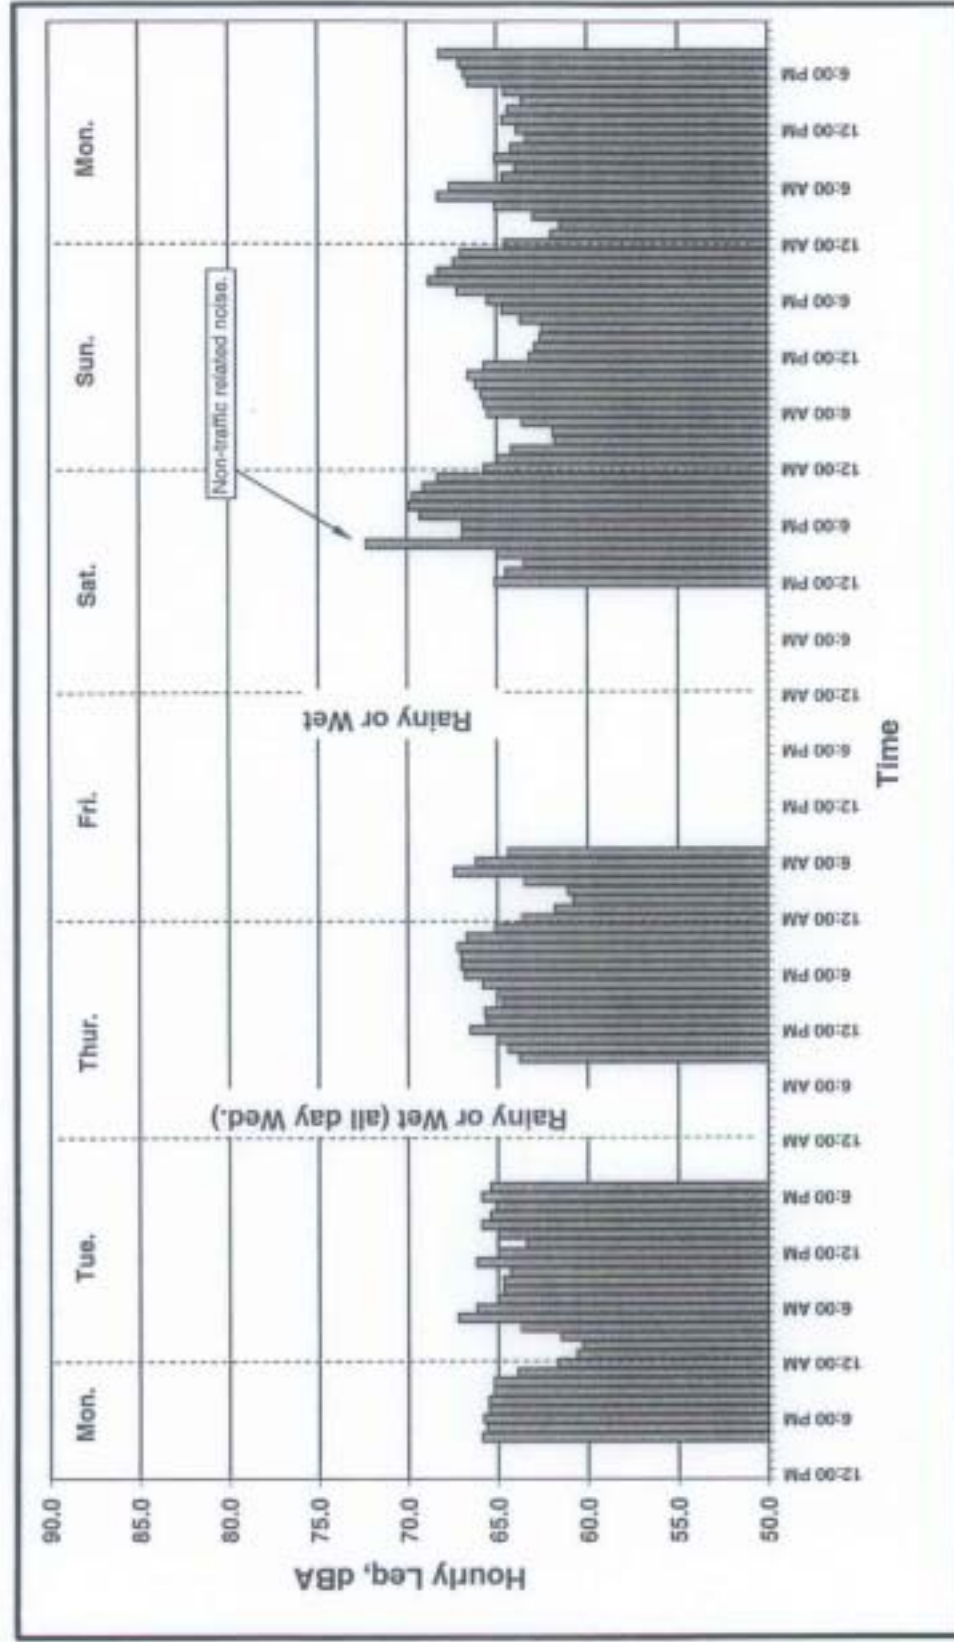 Mon.
Tue.
Thur.
Fri.
Sat.
Sun.
Mon.
Non-traffic related noise.
Rainy or Wet (all day Wed.)
Rainy or Wet
Hourly Leq, dBA
90.0
85.0
80.0
75.0
70.0
65.0
60.0
55.0
50.0
12:00 PM
6:00 PM
12:00 AM
6:00 AM
12:00 PM
6:00 PM
12:00 AM
6:00 AM
12:00 PM
6:00 PM
12:00 AM
6:00 AM
12:00 PM
6:00 PM
12:00 AM
6:00 AM
12:00 PM
6:00 PM
12:00 AM
6:00 AM
12:00 PM
6:00 PM
12:00 AM
6:00 AM
12:00 PM
6:00 PM
Time